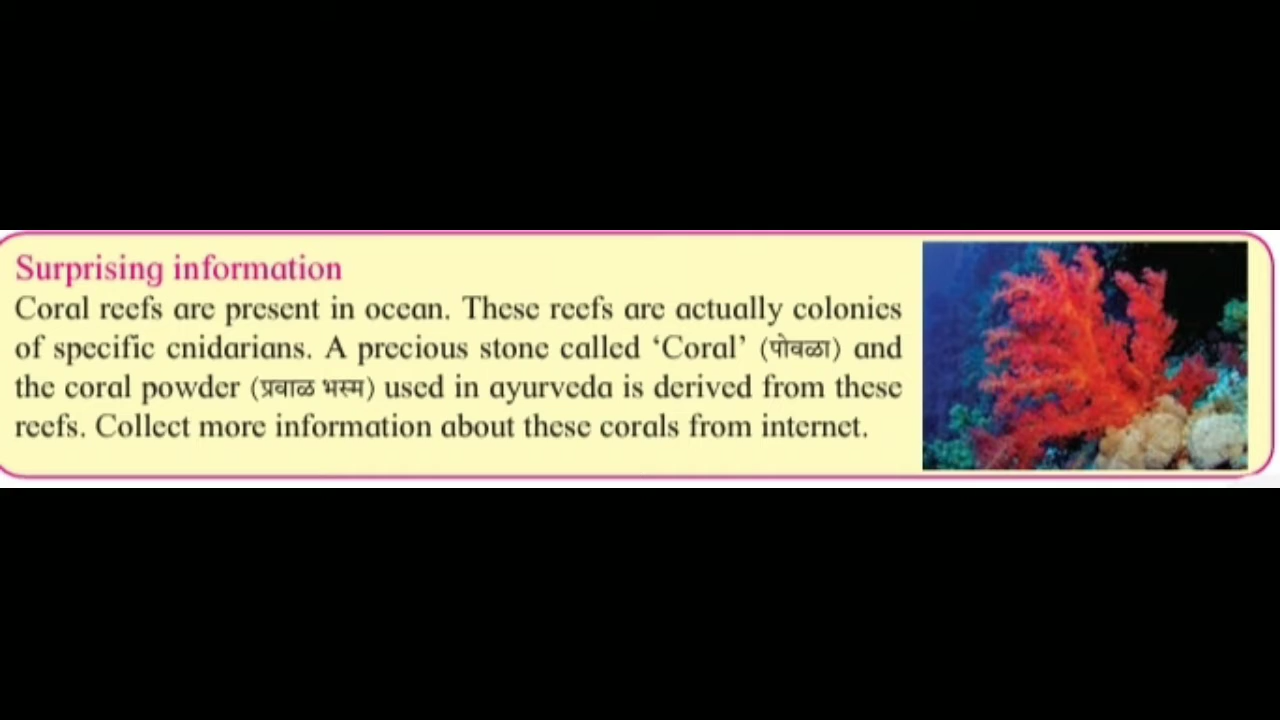 Surprising information
Coral reefs are present in ocean. These reefs are actually colonies
of specific cnidarians. A precious stone called ‘Coral’ (पोवळा) and
the coral powder (प्रवाळ भस्म) used in ayurveda is derived from these
reefs. Collect more information about these corals from internet.